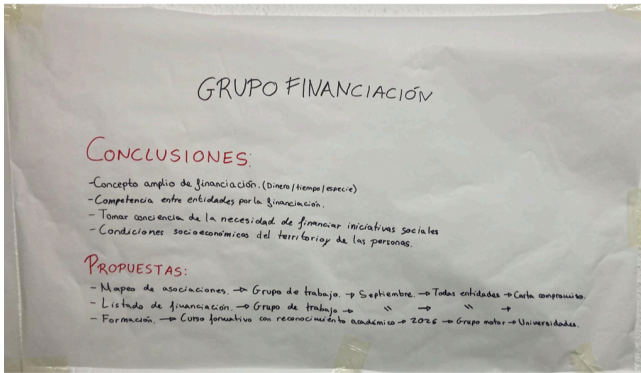 GRUPO FINANCIACIÓN
CONCLUSIONES:
-Concepto amplio de financiación. (Dinero/tiempo/especie)
-Competencia entre entidades por la financiación.
- Tomar conciencia de la necesidad de financiar iniciativas sociales
- Condiciones socioeconómicas del territorio y de las personas.
PROPUESTAS:
- Mapeo de asociaciones. → Grupo de trabajo. → Septiembre. → Todas entidades → Carta compromiso.
- Listado de financiación. → Grupo de trabajo → " → " →
- Formación. → Curso formativo con reconocimiento académico → 2026 → Grupo motor → Universidades.